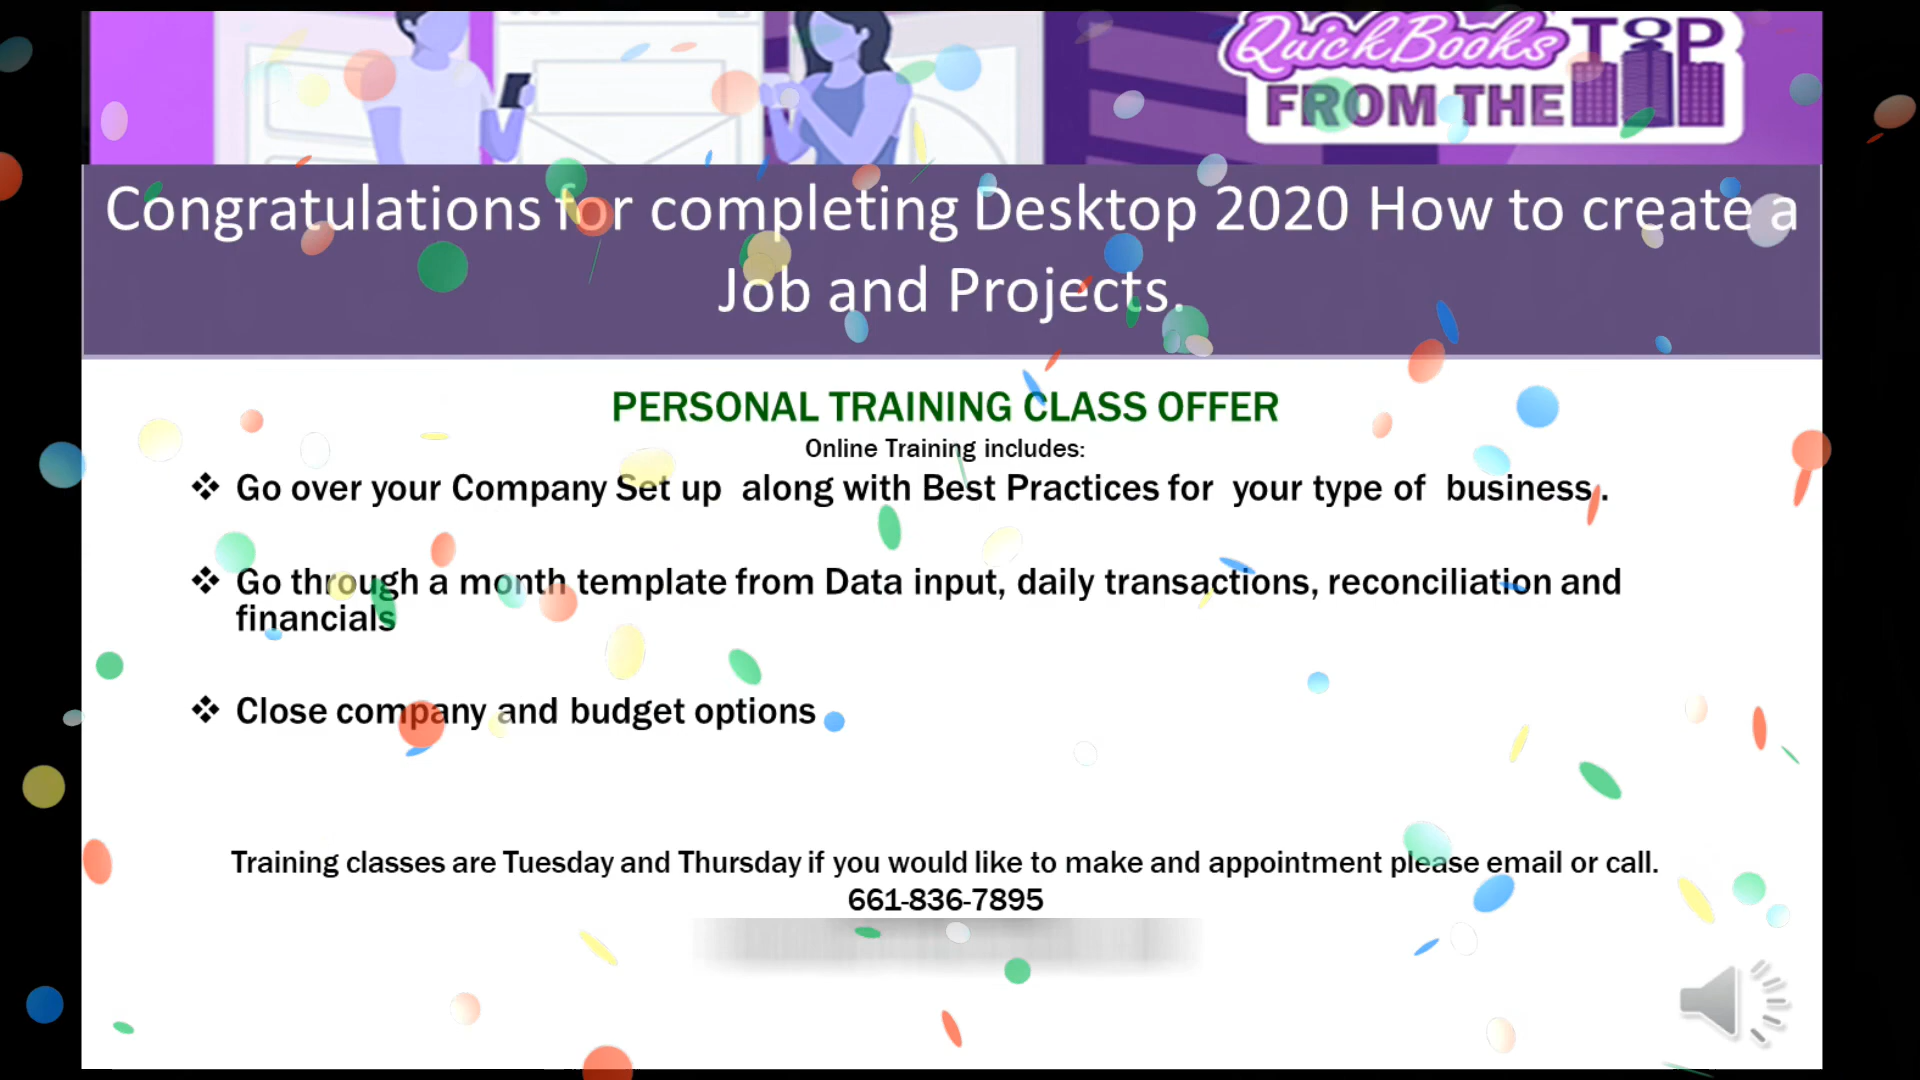 QuickBooks
FROM THE TOP
Congratulations for completing Desktop 2020 How to create a
Job and Projects.
PERSONAL TRAINING CLASS OFFER
Online Training includes:
❖ Go over your Company Set up along with Best Practices for your type of business .
❖ Go through a month template from Data input, daily transactions, reconciliation and
financials
❖ Close company and budget options
Training classes are Tuesday and Thursday if you would like to make and appointment please email or call.
661-836-7895